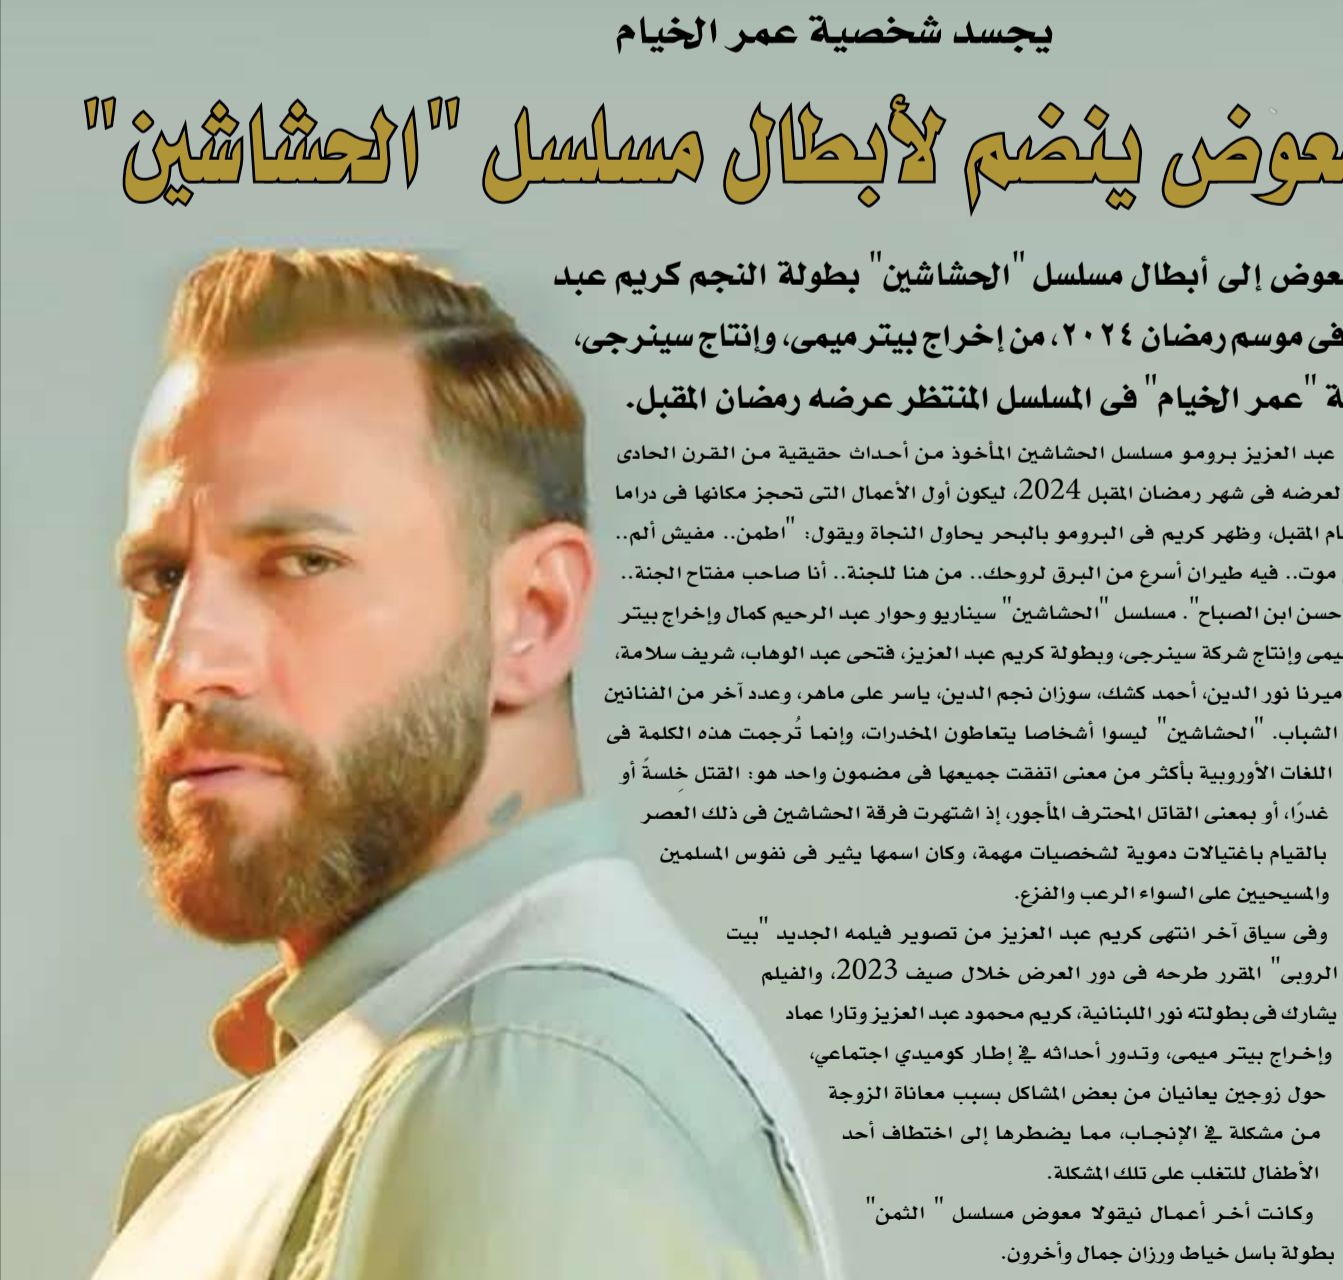 يجسد شخصية عمر الخيام
معوض ينضم لأبطال مسلسل "الحشاشين"
معوض إلى أبطال مسلسل "الحشاشين" بطولة النجم كريم عبد
فى موسم رمضان ٢٠٢٤، من إخراج بيتر ميمى، وإنتاج سينرجى،
"عمر الخيام" فى المسلسل المنتظر عرضه رمضان المقبل.
عبد العزيز برومو مسلسل الحشاشين المأخوذ من أحداث حقيقية من القرن الحادى
لعرضه فى شهر رمضان المقبل 2024، ليكون أول الأعمال التى تحجز مكانها فى دراما
المقبل، وظهر كريم فى البرومو بالبحر يحاول النجاة ويقول: "اطمن.. مفيش ألم..
موت.. فيه طيران أسرع من البرق لروحك.. من هنا للجنة.. أنا صاحب مفتاح الجنة..
حسن ابن الصباح". مسلسل "الحشاشين" سيناريو وحوار عبد الرحيم كمال وإخراج بيتر
ميمى وإنتاج شركة سينرجى، وبطولة كريم عبد العزيز، فتحى عبد الوهاب، شريف سلامة،
ميرنا نور الدين، أحمد كشك، سوزان نجم الدين، ياسر على ماهر، وعدد آخر من الفنانين
الشباب. "الحشاشين" ليسوا أشخاصا يتعاطون المخدرات، وإنما تُرجمت هذه الكلمة فى
اللغات الأوروبية بأكثر من معنى اتفقت جميعها فى مضمون واحد هو: القتل خِلسةً أو
غدرًا، أو بمعنى القاتل المحترف المأجور، إذ اشتهرت فرقة الحشاشين فى ذلك العصر
بالقيام باغتيالات دموية لشخصيات مهمة، وكان اسمها يثير فى نفوس المسلمين
والمسيحيين على السواء الرعب والفزع.
وفى سياق آخر انتهى كريم عبد العزيز من تصوير فيلمه الجديد "بيت
الروبى" المقرر طرحه فى دور العرض خلال صيف 2023، والفيلم
يشارك فى بطولته نور اللبنانية، كريم محمود عبد العزيز وتارا عماد
وإخراج بيتر ميمى، وتدور أحداثه في إطار كوميدي اجتماعي،
حول زوجين يعانيان من بعض المشاكل بسبب معاناة الزوجة
من مشكلة في الإنجاب، مما يضطرها إلى اختطاف أحد
الأطفال للتغلب على تلك المشكلة.
وكانت أخر أعمال نيقولا معوض مسلسل " الثمن"
بطولة باسل خياط ورزان جمال وأخرون.